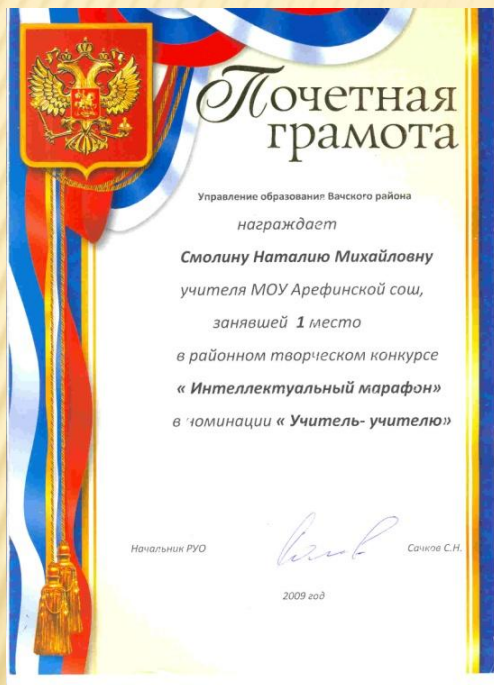 Почетная
грамота
Управление образования Вачского района
награждает
Смолину Наталию Михайловну
учителя МОУ Арефинской сош,
занявшей 1 место
в районном творческом конкурсе
« Интеллектуальный марафон»
в номинации « Учитель- учителю»
Начальник РУО Сачков С.Н.
2009 год